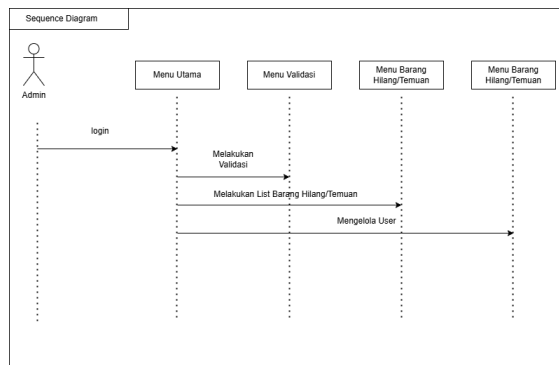 Sequence Diagram
Admin
Menu Utama
Menu Validasi
Menu Barang
Hilang/Temuan
Menu Barang
Hilang/Temuan
login
Melakukan
Validasi
Melakukan List Barang Hilang/Temuan
Mengelola User